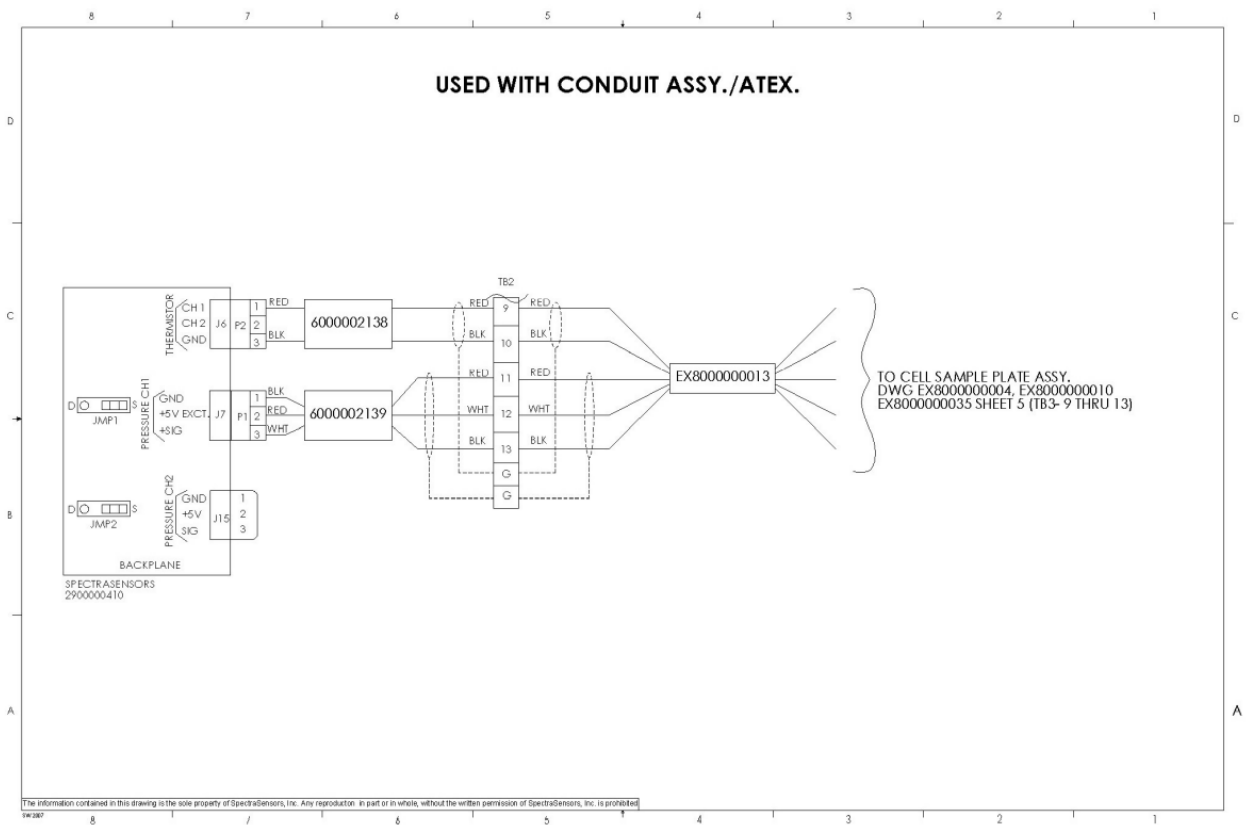 8 7 6 5 4 3 2 1
USED WITH CONDUIT ASSY./ATEX.
D D
TB2
THERMISTOR
CH 1 1 RED RED 9 RED
CH 2 J6 P2 2 6000002138
GND 3 BLK BLK 10 BLK
C C
RED 11 RED
EX8000000013
TO CELL SAMPLE PLATE ASSY.
DWG EX8000000004, EX8000000010
EX8000000035 SHEET 5 (TB3- 9 THRU 13)
PRESSURE CH1
GND 1 BLK
+5V EXCT. J7 P1 2 RED 6000002139 WHT 12 WHT
+SIG 3 WHT
D S
JMP1
BLK 13 BLK
G
G
PRESSURE CH2
GND 1
+5V J15 2
SIG 3
D S
JMP2
B B
BACKPLANE
SPECTRASENSORS
2900000410
A A
The information contained in this drawing is the sole property of SpectraSensors, Inc. Any reproducton in part or in whole, without the written permission of SpectraSensors, Inc. is prohibited
SW 2007
8 7 6 5 4 3 2 1